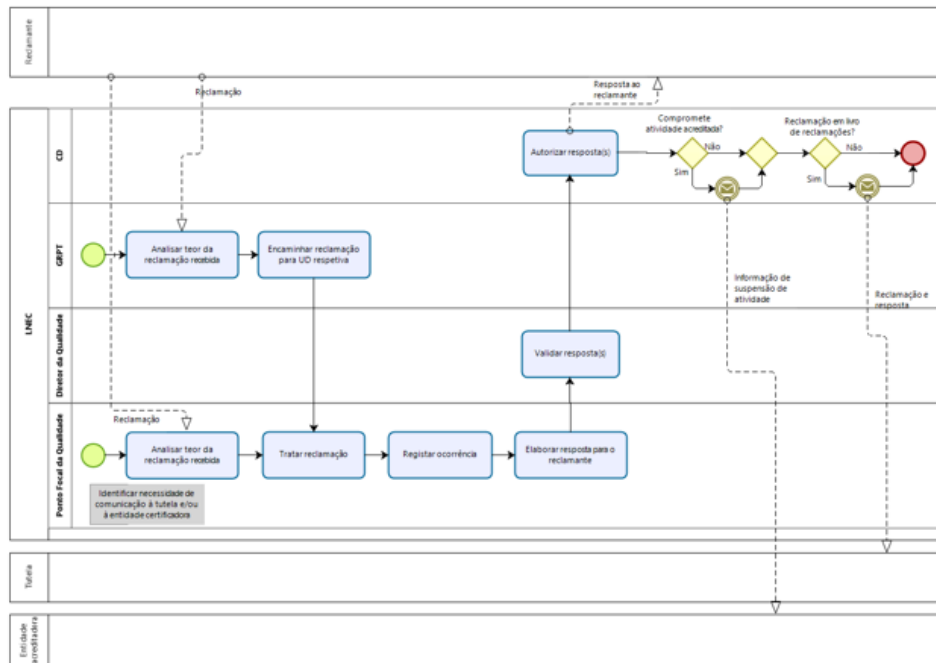 Reclamante
Reclamação
Resposta ao
reclamante
LNEC
CD
Autorizar resposta(s)
Compromete
atividade acreditada?
Não
Sim
Reclamação em livro
de reclamações?
Não
Sim
GRPT
Analisar teor da
reclamação recebida
Encaminhar reclamação
para UO respetiva
Informação de
suspensão de
atividade
Reclamação e
resposta
Diretor da Qualidade
Validar resposta(s)
Ponto Focal da Qualidade
Reclamação
Analisar teor da
reclamação recebida
Tratar reclamação
Registar ocorrência
Elaborar resposta para o
reclamante
Identificar necessidade de
comunicação à tutela e/ou
à entidade certificadora
Tutela
Entidade
acreditadora